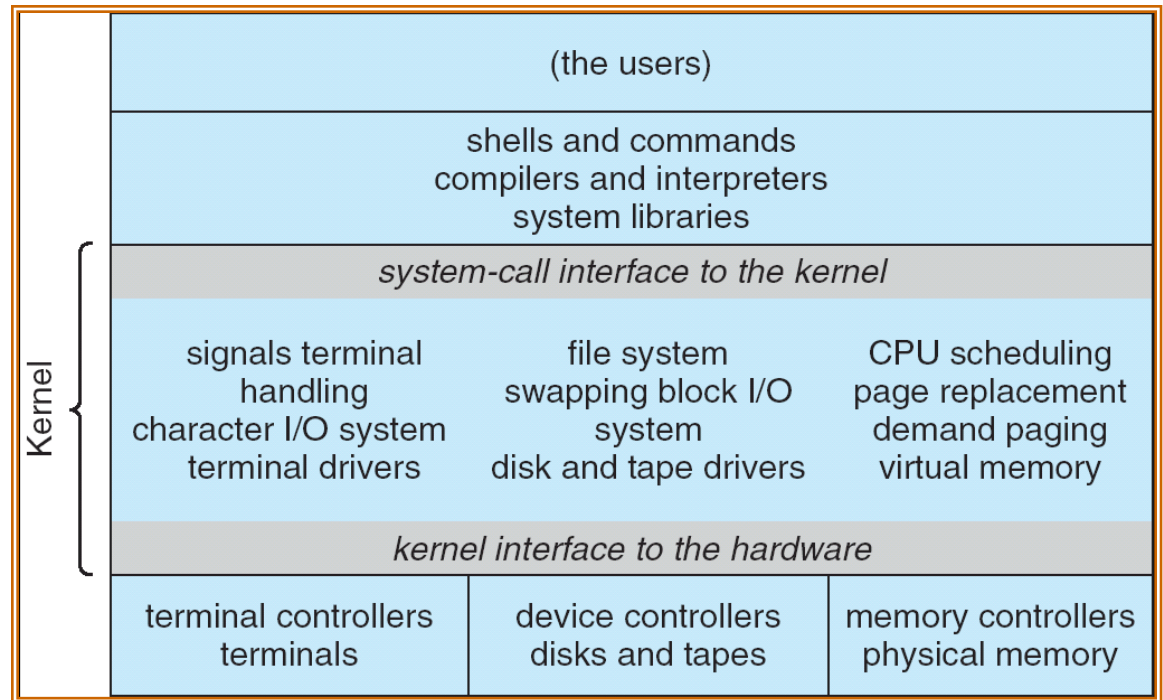 (the users)
shells and commands
compilers and interpreters
system libraries
Kernel
system-call interface to the kernel
signals terminal
handling
character I/O system
terminal drivers
file system
swapping block I/O
system
disk and tape drivers
CPU scheduling
page replacement
demand paging
virtual memory
kernel interface to the hardware
terminal controllers
terminals
device controllers
disks and tapes
memory controllers
physical memory